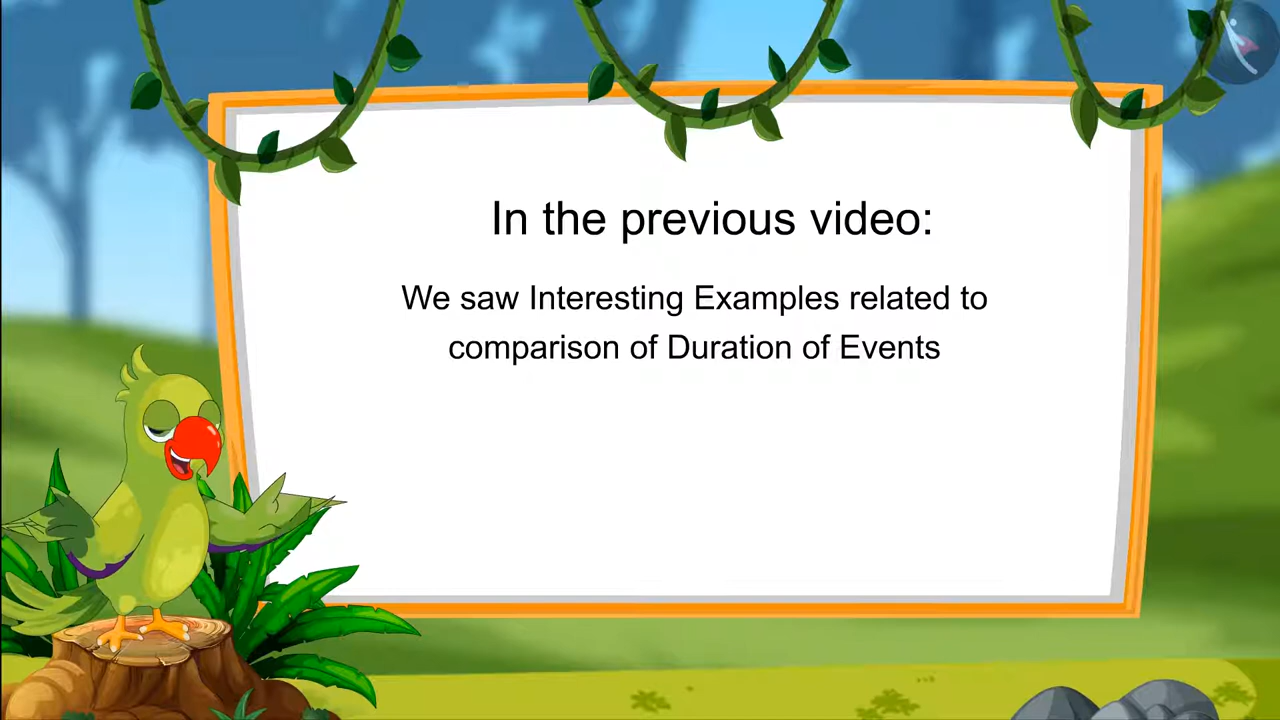 In the previous video:
We saw Interesting Examples related to
comparison of Duration of Events